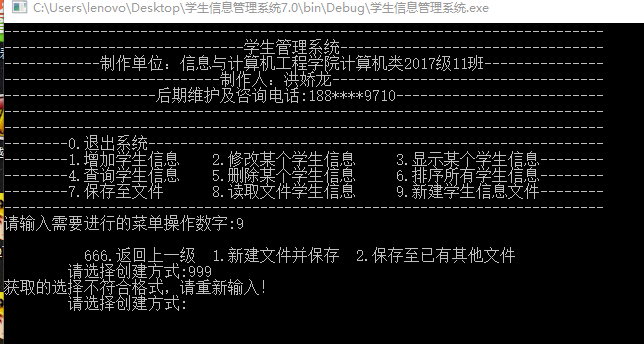 C:\Users\lenovo\Desktop\学生信息管理系统7.0\bin\Debug\学生信息管理系统.exe
---------------------------------------------------------------------------
------------------------------学生管理系统---------------------------------
------------制作单位：信息与计算机工程学院计算机类2017级11班---------------
---------------------------制作人：洪娇龙----------------------------------
-------------------后期维护及咨询电话:188****9710--------------------------
---------------------------------------------------------------------------
---------------------------------------------------------------------------
--------0.退出系统---------------------------------------------------------
--------1.增加学生信息    2.修改某个学生信息     3.显示某个学生信息--------
--------4.查询学生信息    5.删除某个学生信息     6.排序所有学生信息--------
--------7.保存至文件      8.读取文件学生信息     9.新建学生信息文件--------
---------------------------------------------------------------------------
请输入需要进行的菜单操作数字:9
666.返回上一级  1.新建文件并保存  2.保存至已有其他文件
请选择创建方式:999
获取的选择不符合格式，请重新输入!
请选择创建方式: